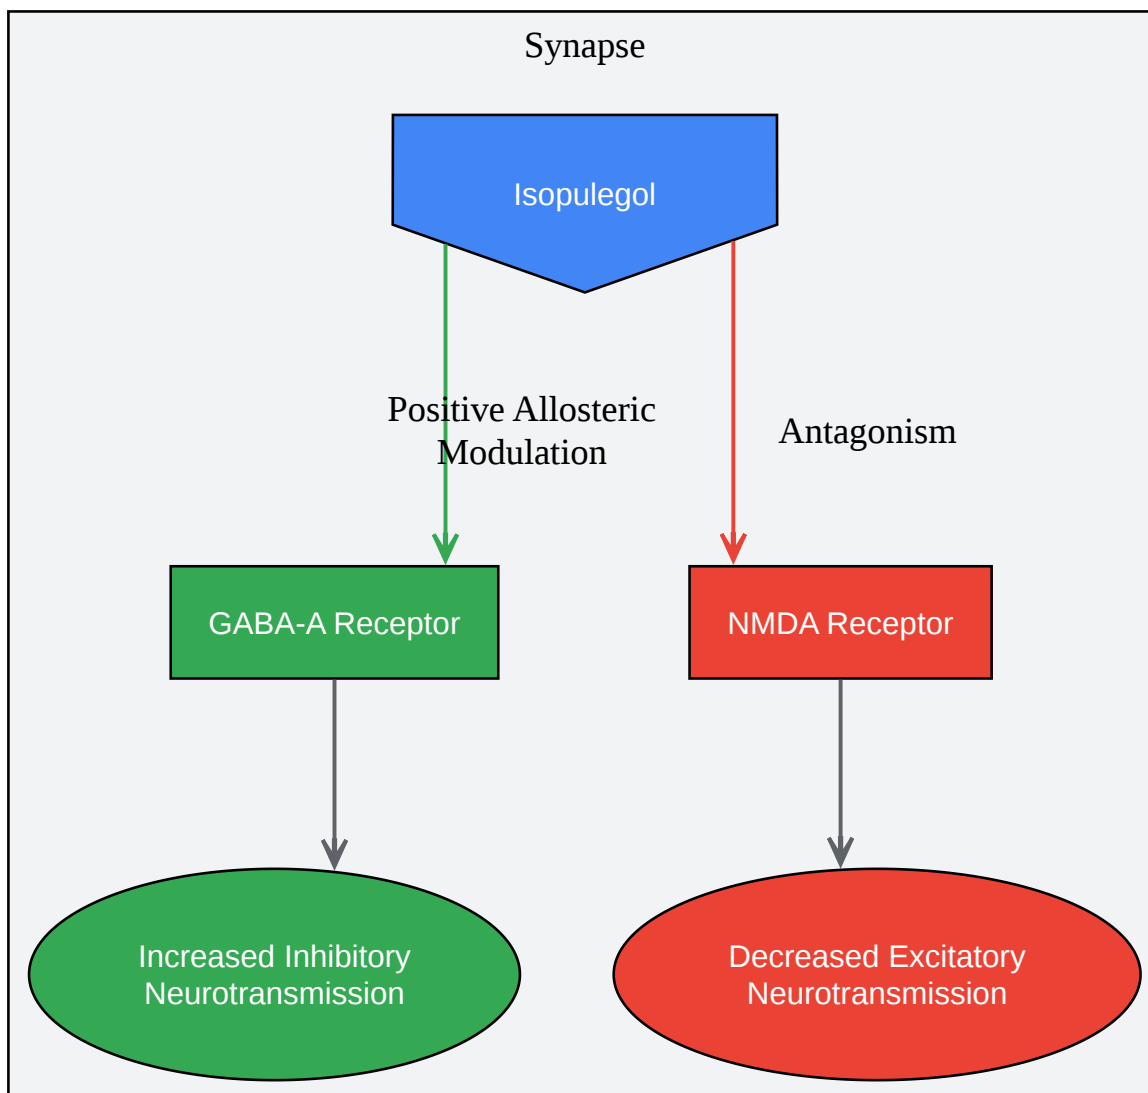 Synapse
Isopulegol
Positive Allosteric
Modulation
Antagonism
GABA-A Receptor
NMDA Receptor
Increased Inhibitory
Neurotransmission
Decreased Excitatory
Neurotransmission